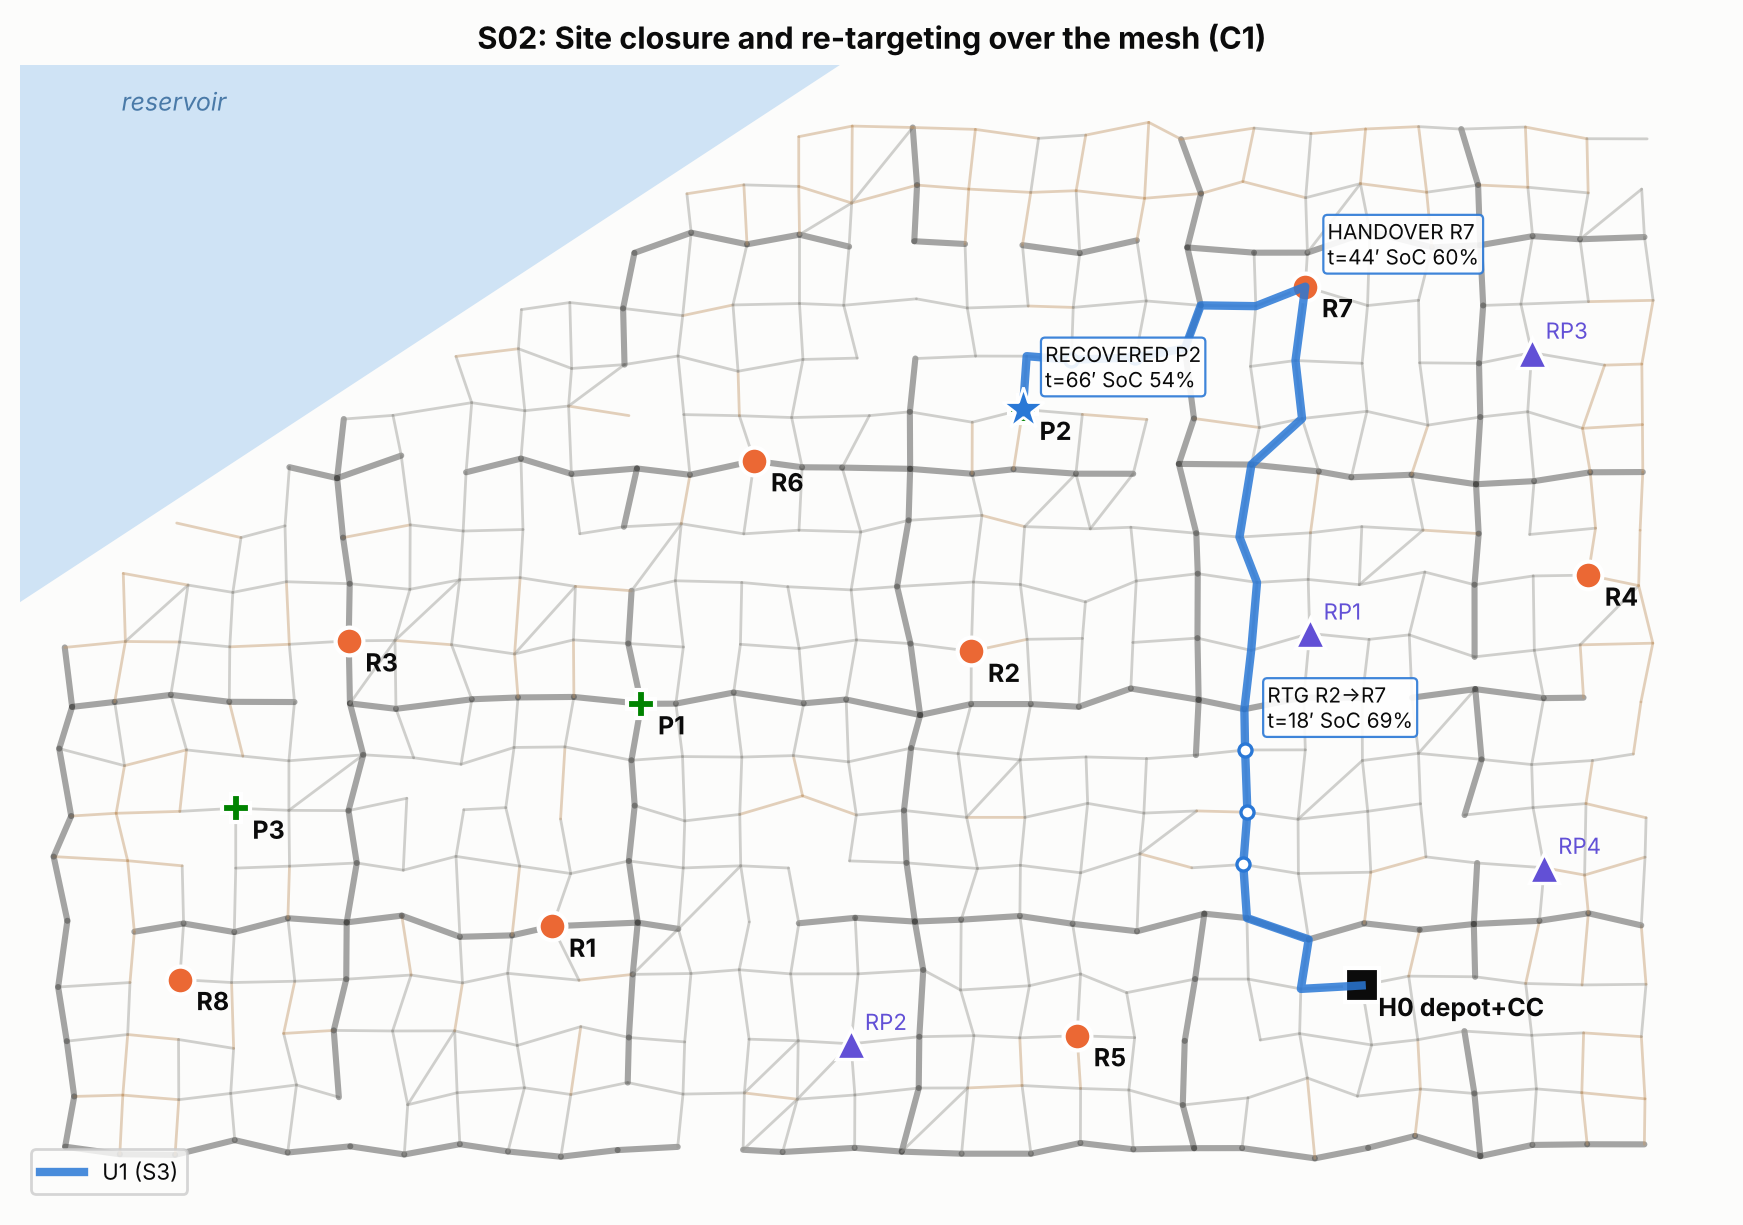 S02: Site closure and re-targeting over the mesh (C1)
reservoir
HANDOVER R7
t=44′ SoC 60%
R7
RP3
RECOVERED P2
t=66′ SoC 54%
P2
R6
R4
RP1
R3
R2
RTG R2→R7
t=18′ SoC 69%
P1
P3
RP4
R1
R8
H0 depot+CC
RP2
R5
U1 (S3)